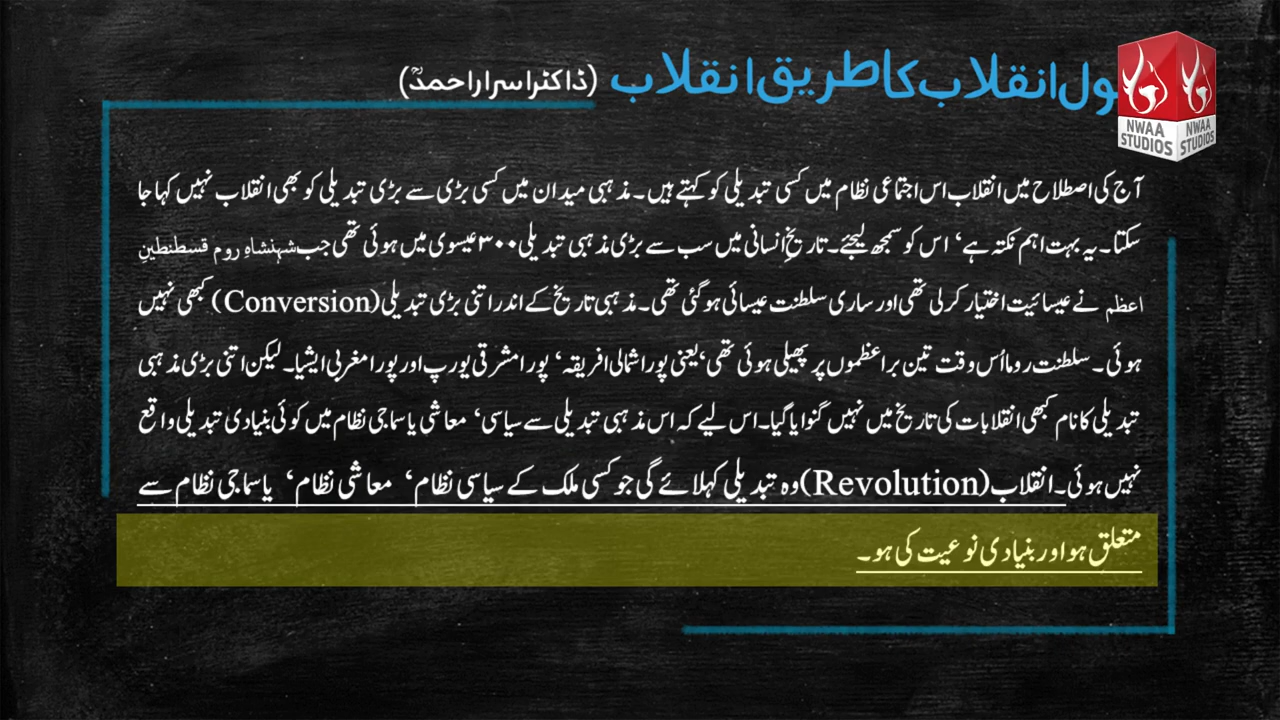 انقلاب کا طریق انقلاب (ڈاکٹر اسرار احمدؒ)
NWAA STUDIOS
NWAA STUDIOS
آج کی اصطلاح میں انقلاب اس اجتماعی نظام میں کسی تبدیلی کو کہتے ہیں۔ مذہبی میدان میں کسی بڑی سے بڑی تبدیلی کو بھی انقلاب نہیں کہا جا
سکتا۔ یہ بہت اہم نکتہ ہے‘ اس کو سمجھ لیجئے۔ تاریخِ انسانی میں سب سے بڑی مذہبی تبدیلی ۳۰۰ عیسوی میں ہوئی تھی جب شہنشاہِ روم قسطنطینِ
اعظم نے عیسائیت اختیار کر لی تھی اور ساری سلطنت عیسائی ہو گئی تھی۔ مذہبی تاریخ کے اندر اتنی بڑی تبدیلی (Conversion) کبھی نہیں
ہوئی۔ سلطنت روما اُس وقت تین براعظموں پر پھیلی ہوئی تھی‘ یعنی پورا شمالی افریقہ‘ پورا مشرقی یورپ اور پورا مغربی ایشیا۔ لیکن اتنی بڑی مذہبی
تبدیلی کا نام کبھی انقلابات کی تاریخ میں نہیں گنوایا گیا۔ اس لیے کہ اس مذہبی تبدیلی سے سیاسی‘ معاشی یا سماجی نظام میں کوئی بنیادی تبدیلی واقع
نہیں ہوئی۔ انقلاب (Revolution) وہ تبدیلی کہلائے گی جو کسی ملک کے سیاسی نظام‘ معاشی نظام‘ یا سماجی نظام سے
متعلق ہو اور بنیادی نوعیت کی ہو۔